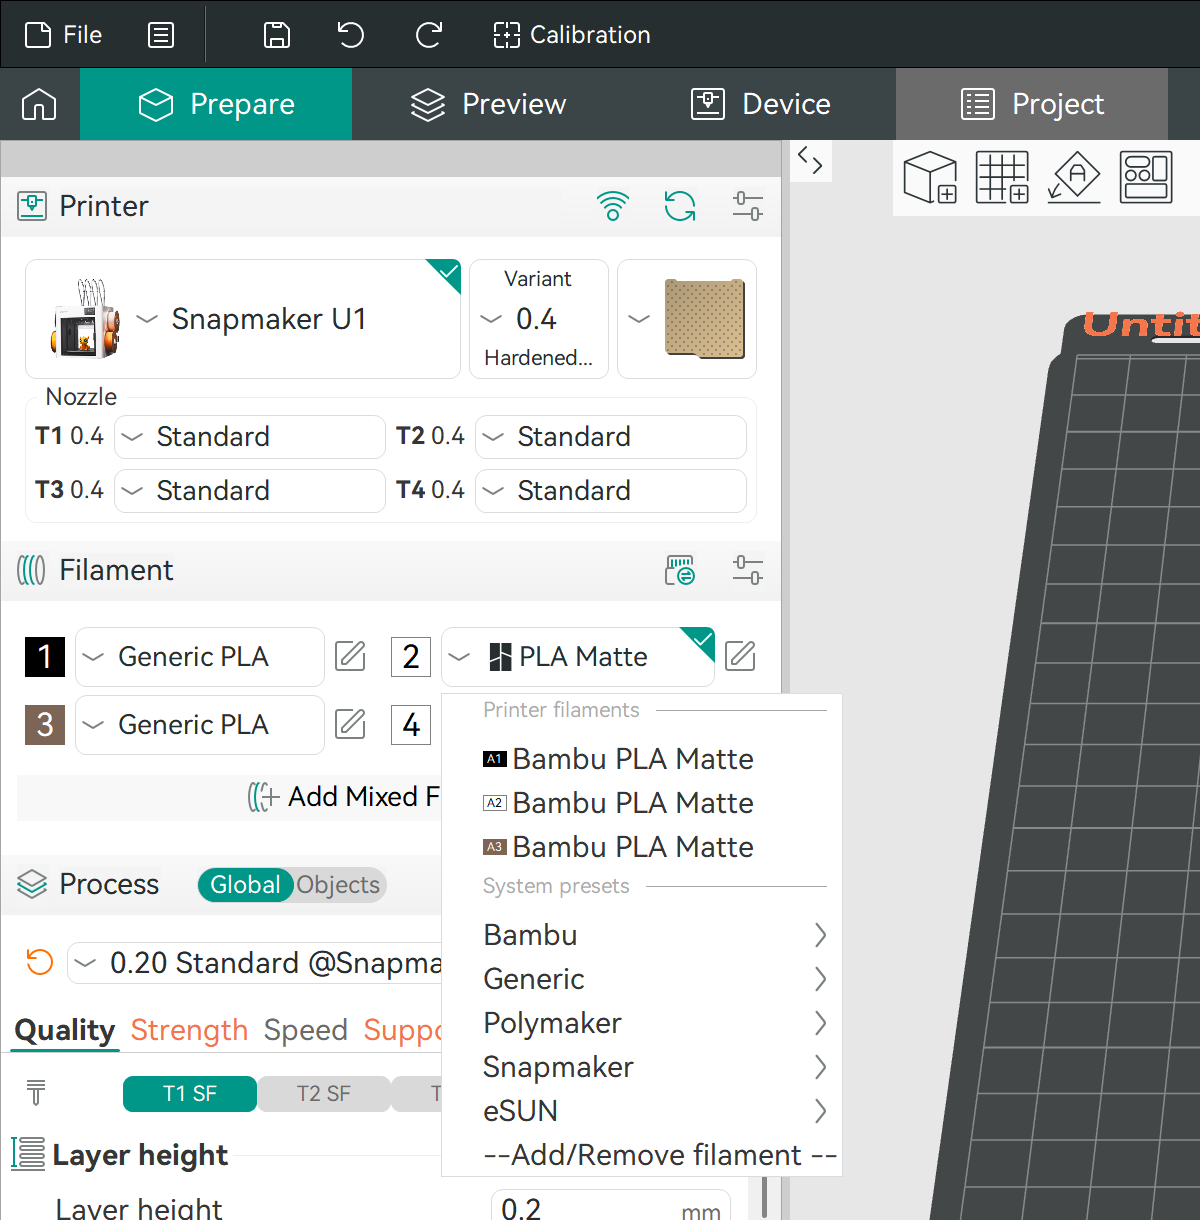 File
Calibration
Prepare
Preview
Device
Project
Printer
Snapmaker U1
Variant
0.4
Hardened...
Nozzle
T1 0.4 Standard T2 0.4 Standard
T3 0.4 Standard T4 0.4 Standard
Filament
1 Generic PLA 2 PLA Matte
3 Generic PLA 4
Add Mixed F
Printer filaments
A1 Bambu PLA Matte
A2 Bambu PLA Matte
A3 Bambu PLA Matte
System presets
Bambu
Generic
Polymaker
Snapmaker
eSUN
--Add/Remove filament --
Process Global Objects
0.20 Standard @Snapma
Quality Strength Speed Suppo
T1 SF T2 SF T
Layer height
Layer height 0.2 mm
A
Untit